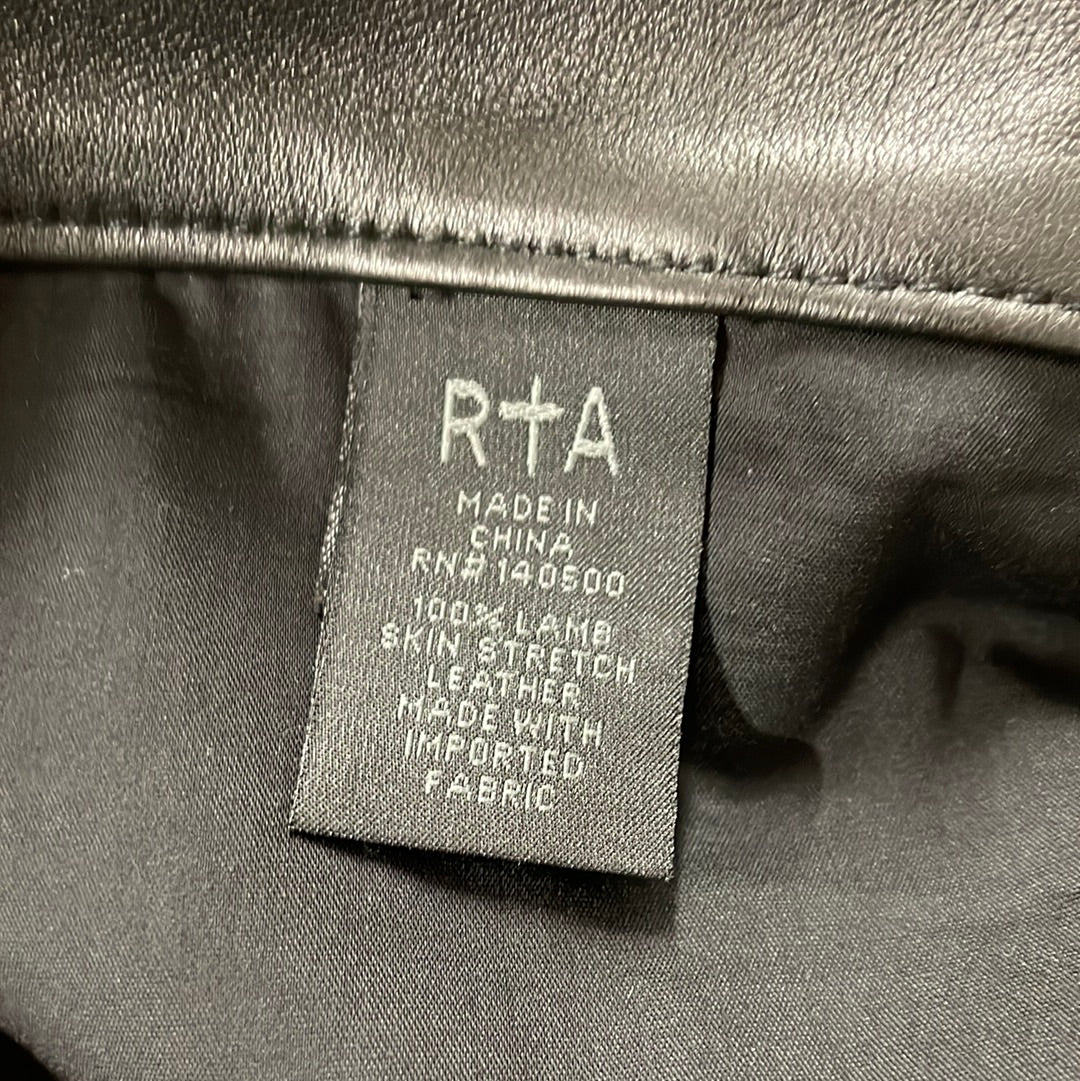 R†A
MADE IN
CHINA
RN# 140500
100% LAMB
SKIN STRETCH
LEATHER
MADE WITH
IMPORTED
FABRIC